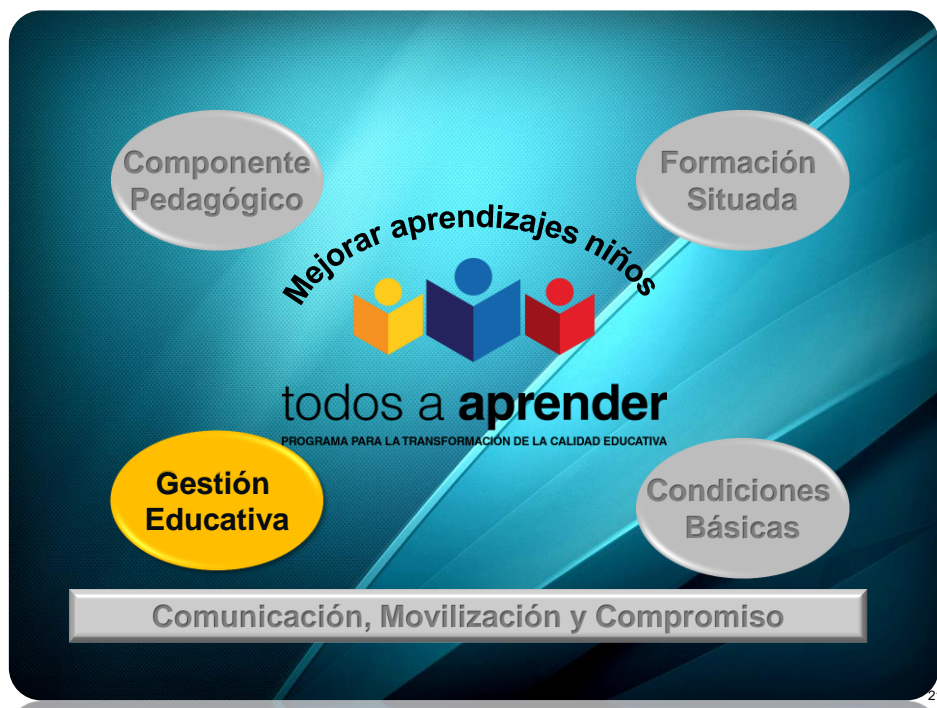 Componente
Pedagógico
Formación
Situada
Mejorar aprendizajes niños
todos a aprender
PROGRAMA PARA LA TRANSFORMACIÓN DE LA CALIDAD EDUCATIVA
Gestión
Educativa
Condiciones
Básicas
Comunicación, Movilización y Compromiso
2